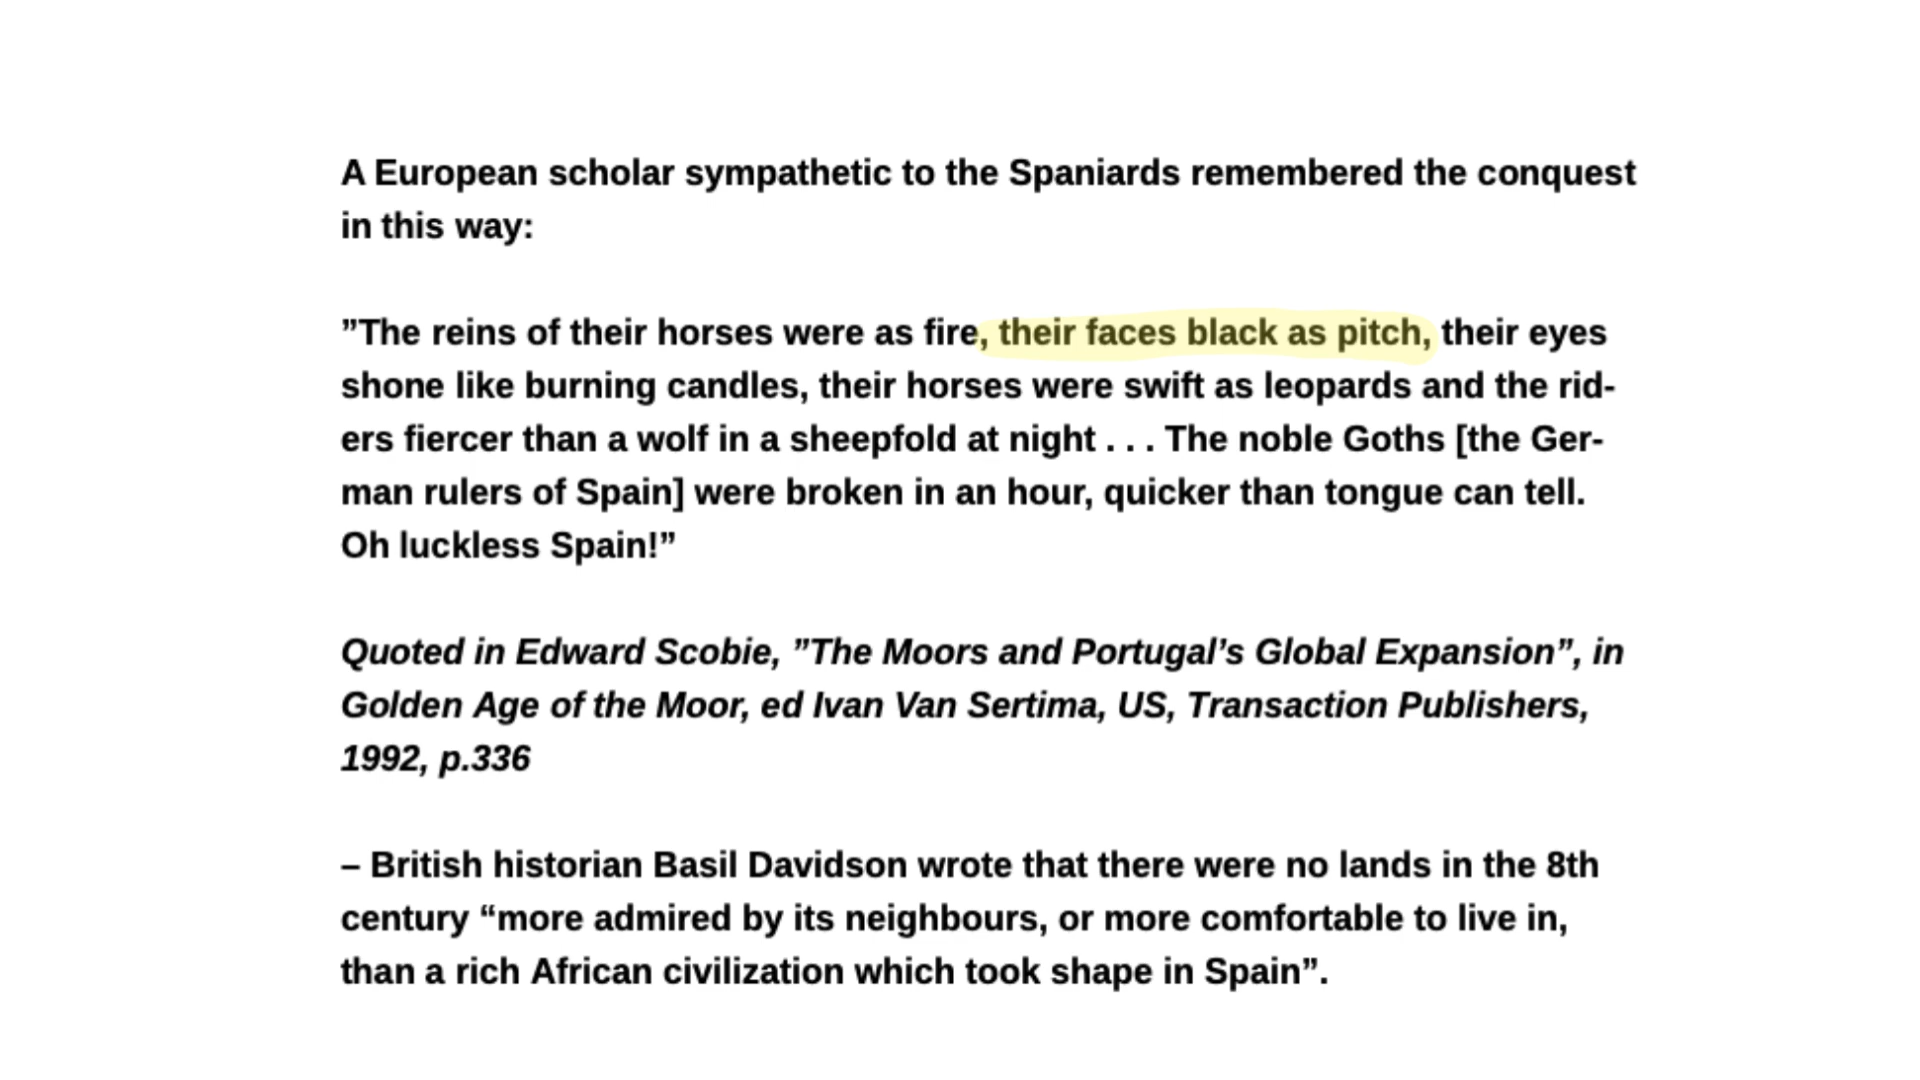 A European scholar sympathetic to the Spaniards remembered the conquest
in this way:
”The reins of their horses were as fire, their faces black as pitch, their eyes
shone like burning candles, their horses were swift as leopards and the rid-
ers fiercer than a wolf in a sheepfold at night . . . The noble Goths [the Ger-
man rulers of Spain] were broken in an hour, quicker than tongue can tell.
Oh luckless Spain!”
Quoted in Edward Scobie, ”The Moors and Portugal’s Global Expansion”, in
Golden Age of the Moor, ed Ivan Van Sertima, US, Transaction Publishers,
1992, p.336
– British historian Basil Davidson wrote that there were no lands in the 8th
century “more admired by its neighbours, or more comfortable to live in,
than a rich African civilization which took shape in Spain”.